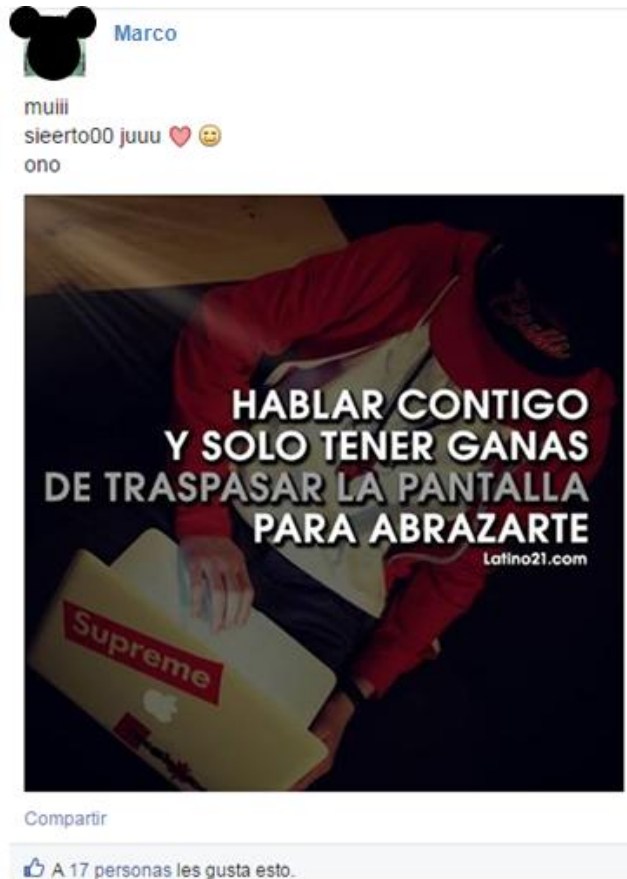 Marco
muiii
sieerto00 juuu
ono
HABLAR CONTIGO
Y SOLO TENER GANAS
DE TRASPASAR LA PANTALLA
PARA ABRAZARTE
Latino21.com
Supreme
Compartir
A 17 personas les gusta esto.